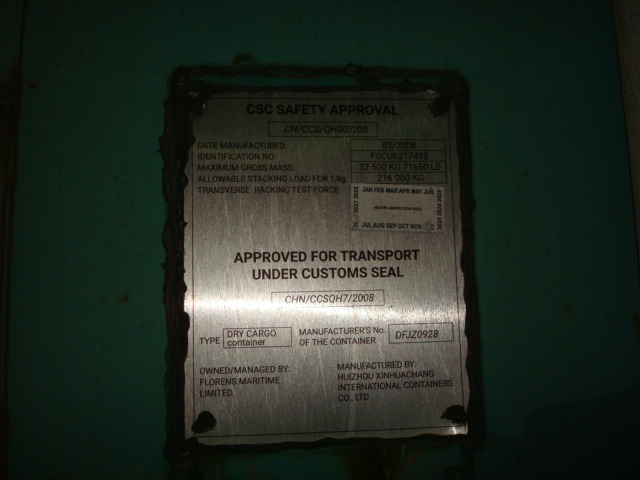 CSC SAFETY APPROVAL
CN/CCS/QH007/08
DATE MANUFACTURED: 03/2008
IDENTIFICATION NO: FSCU6217492
MAXIMUM GROSS MASS: 32 500 KG 71650 LB
ALLOWABLE STACKING LOAD FOR 1,8g: 216 000 KG
TRANSVERSE RACKING TEST FORCE
JAN FEB MAR APR MAY JUN
JUL AUG SEP OCT NOV
APPROVED FOR TRANSPORT
UNDER CUSTOMS SEAL
CHN/CCSQH7/2008
TYPE DRY CARGO container
MANUFACTURER'S No. OF THE CONTAINER DFJZ0928
OWNED/MANAGED BY:
FLORENS MARITIME
LIMITED
MANUFACTURED BY:
HUIZHOU XINHUACHANG
INTERNATIONAL CONTAINERS
CO., LTD